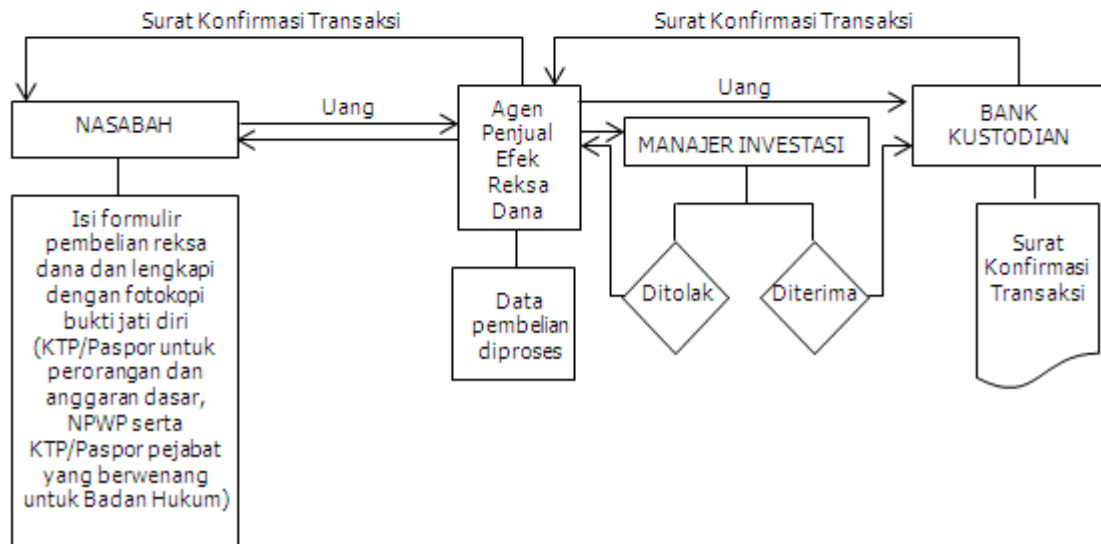 Surat Konfirmasi Transaksi
Surat Konfirmasi Transaksi
NASABAH
Uang
Agen
Penjual
Efek
Reksa
Dana
Uang
MANAJER INVESTASI
BANK
KUSTODIAN
Isi formulir
pembelian reksa
dana dan lengkapi
dengan fotokopi
bukti jati diri
(KTP/Paspor untuk
perorangan dan
anggaran dasar,
NPWP serta
KTP/Paspor pejabat
yang berwenang
untuk Badan Hukum)
Data
pembelian
diproses
Ditolak
Diterima
Surat
Konfirmasi
Transaksi